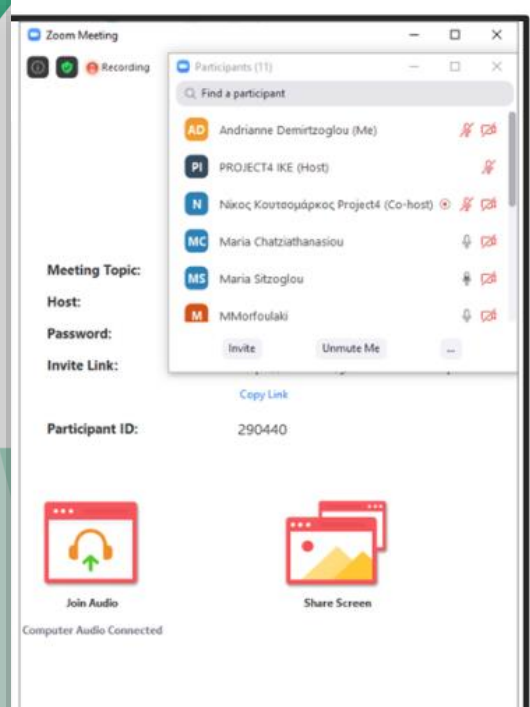 Zoom Meeting
Recording
Participants (11)
Find a participant
AD Andrianne Demirtzoglou (Me)
PI PROJECT4 IKE (Host)
N Νίκος Κουτσομάρκος Project4 (Co-host)
MC Maria Chatziathanasiou
MS Maria Sitzoglou
M MMorfoulaki
Invite Unmute Me ...
Meeting Topic:
Host:
Password:
Invite Link:
Copy Link
Participant ID: 290440
Join Audio Share Screen
Computer Audio Connected